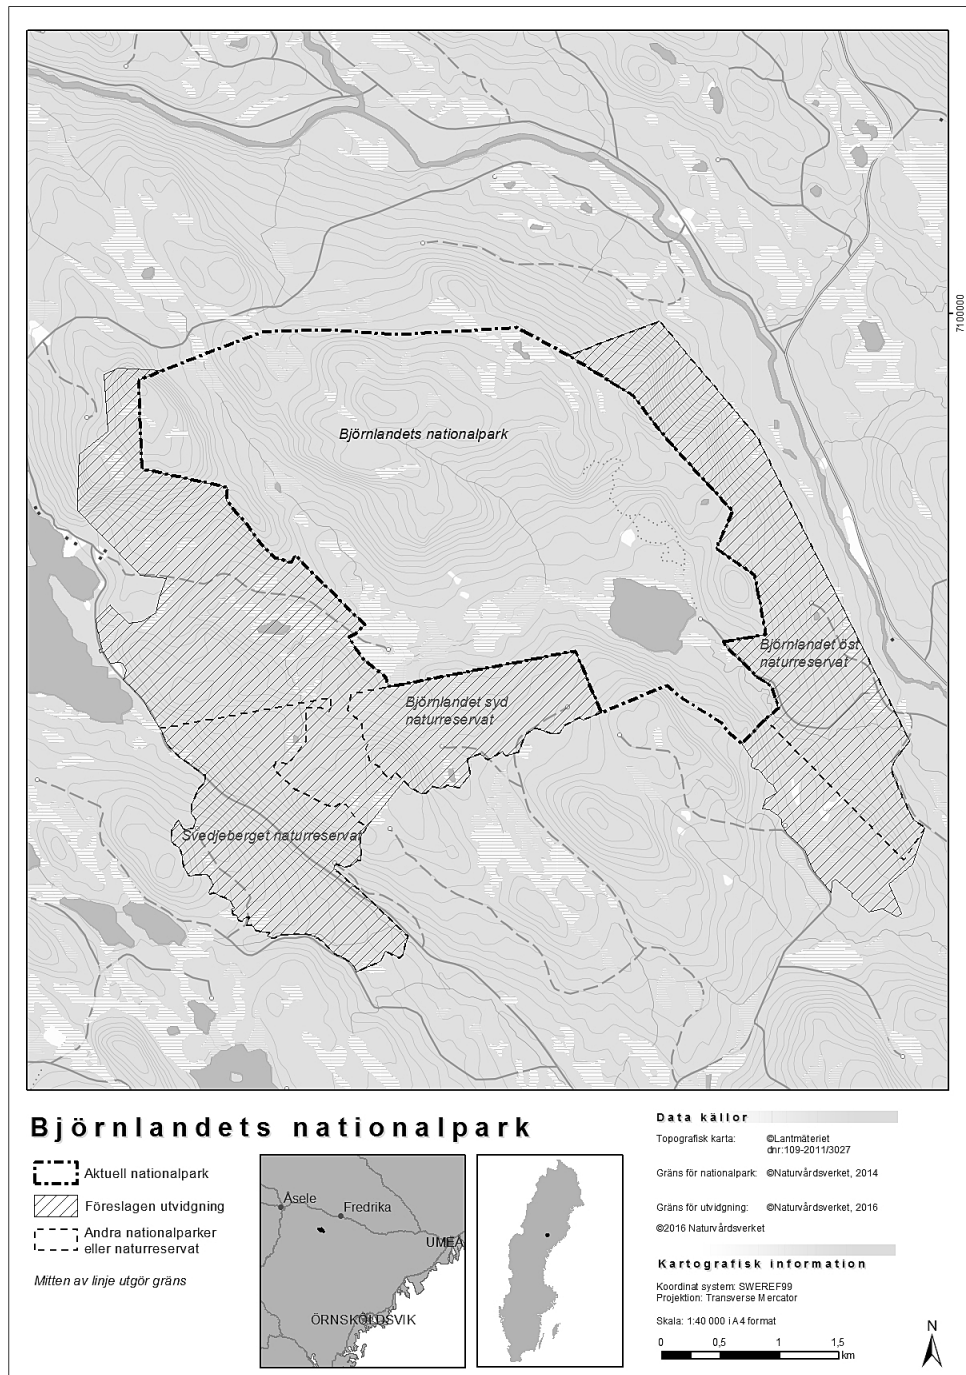 7100000
Björnlandets nationalpark
Björnlandet öst
naturreservat
Björnlandet syd
naturreservat
Svedjeberget naturreservat
Björnlandets nationalpark
Aktuell nationalpark
Föreslagen utvidgning
Andra nationalparker
eller naturreservat
Mitten av linje utgör gräns
Åsele
Fredrika
UMEÅ
ÖRNSKÖLDSVIK
Data källor
Topografisk karta: ©Lantmäteriet
dnr:109-2011/3027
Gräns för nationalpark: ©Naturvårdsverket, 2014
Gräns för utvidgning: ©Naturvårdsverket, 2016
©2016 Naturvårdsverket
Kartografisk information
Koordinat system: SWEREF99
Projektion: Transverse Mercator
Skala: 1:40 000 i A4 format
0 0,5 1 1,5
km
N